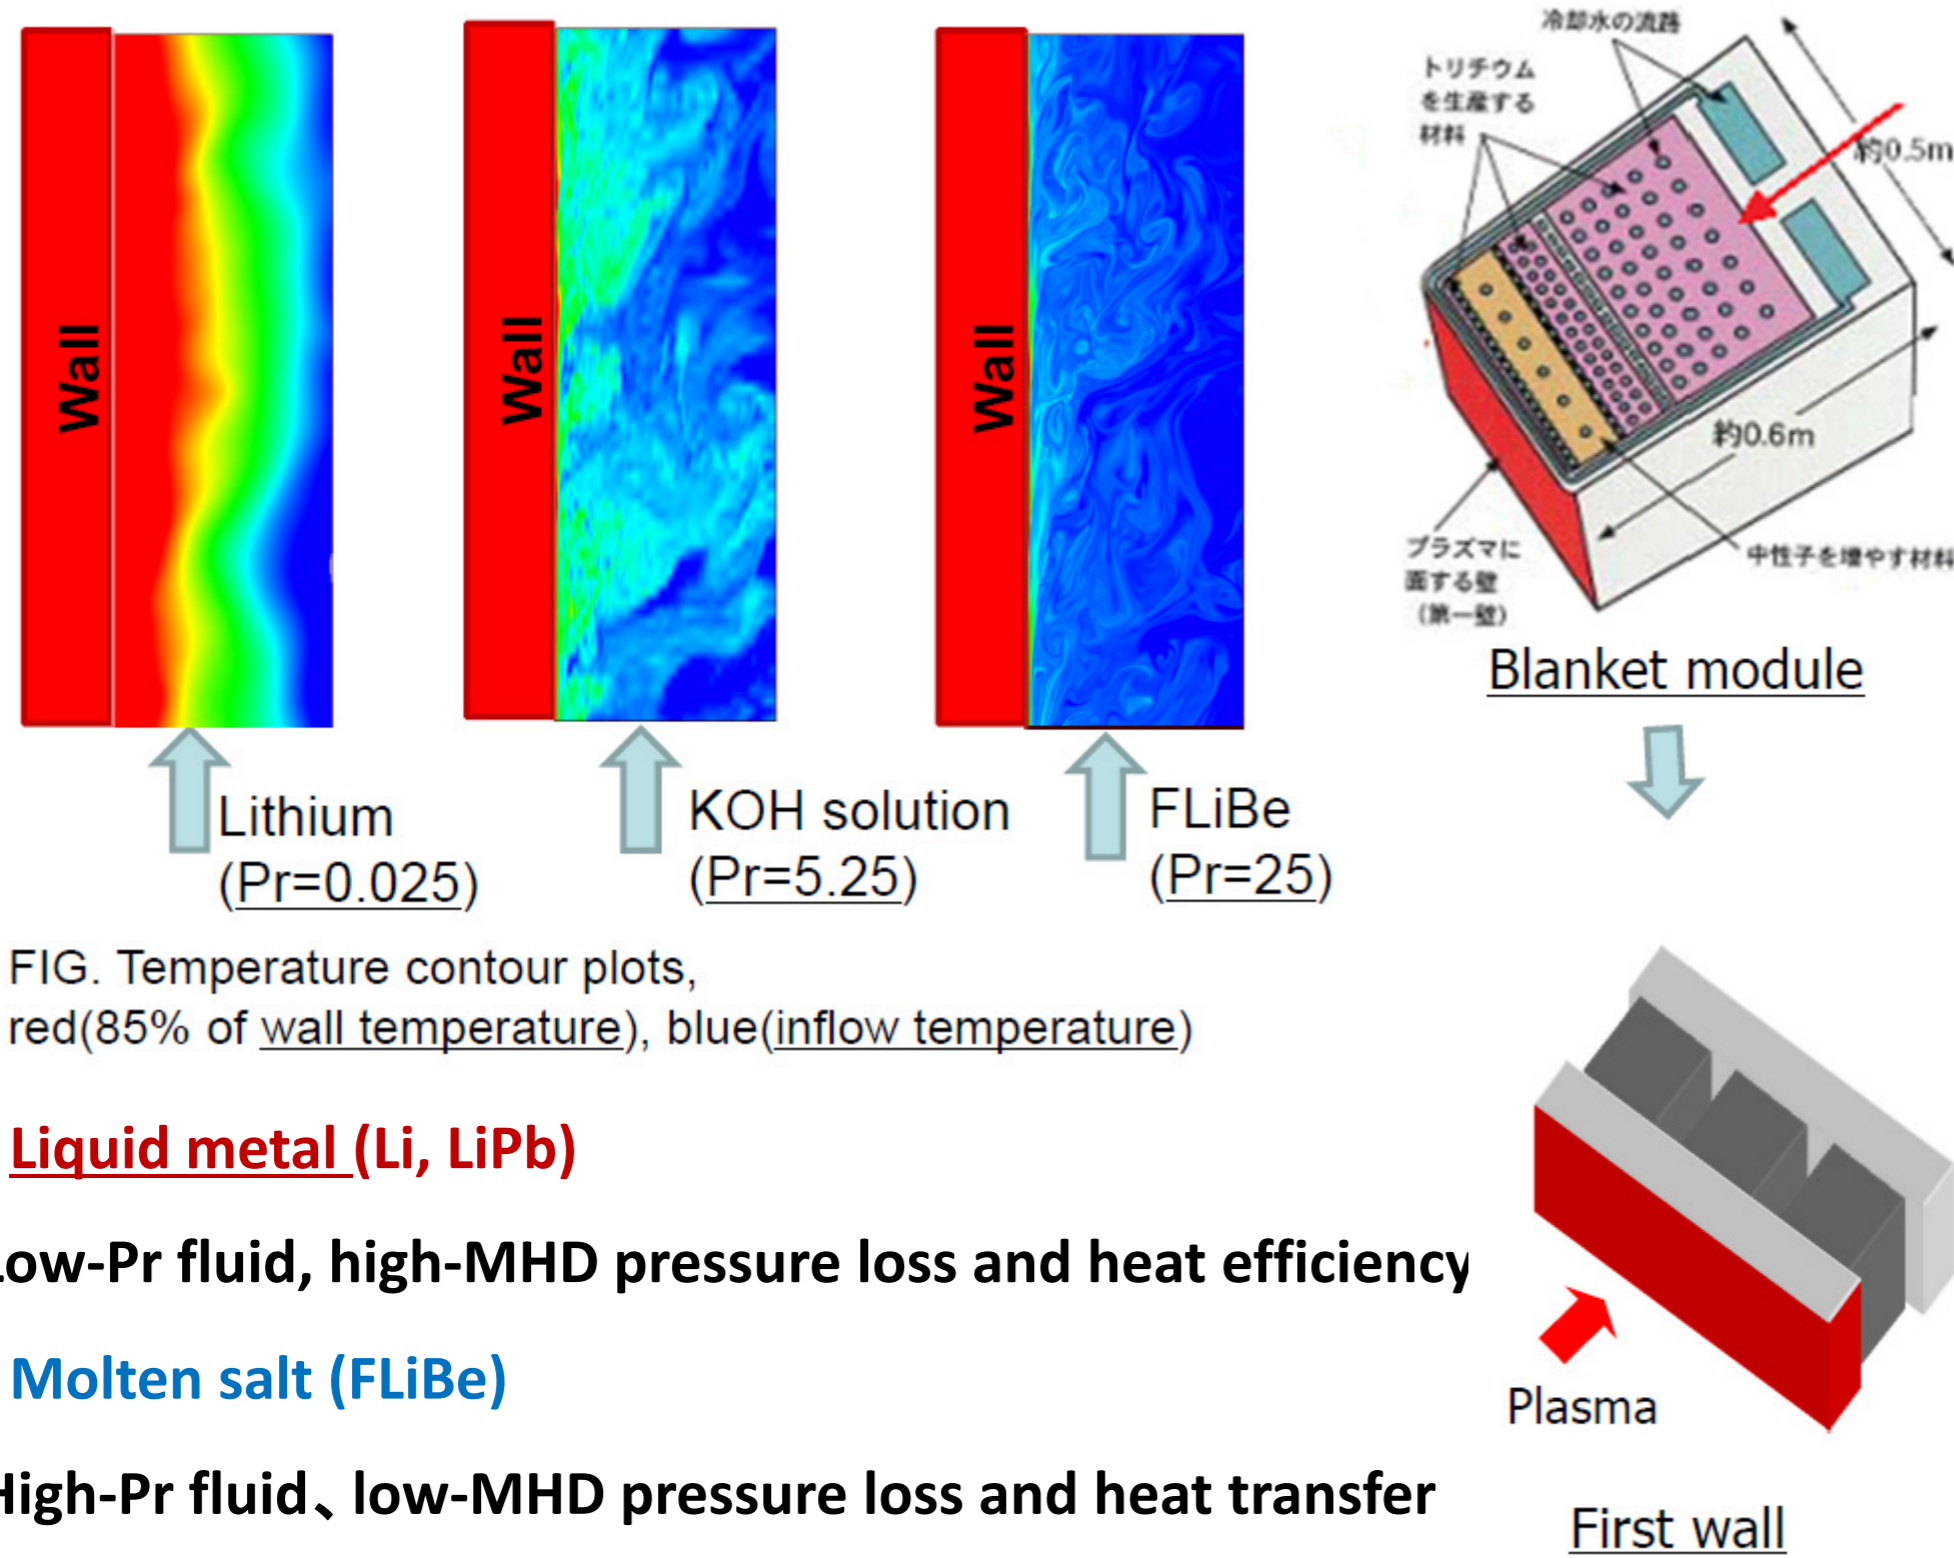 Wall
Wall
Wall
Lithium
(Pr=0.025)
KOH solution
(Pr=5.25)
FLiBe
(Pr=25)
FIG. Temperature contour plots,
red(85% of wall temperature), blue(inflow temperature)
Liquid metal (Li, LiPb)
Low-Pr fluid, high-MHD pressure loss and heat efficiency
Molten salt (FLiBe)
High-Pr fluid、low-MHD pressure loss and heat transfer
冷却水の流路
トリチウム
を生産する
材料
約0.5m
約0.6m
プラズマに
面する壁
(第一壁)
中性子を増やす材料
Blanket module
Plasma
First wall